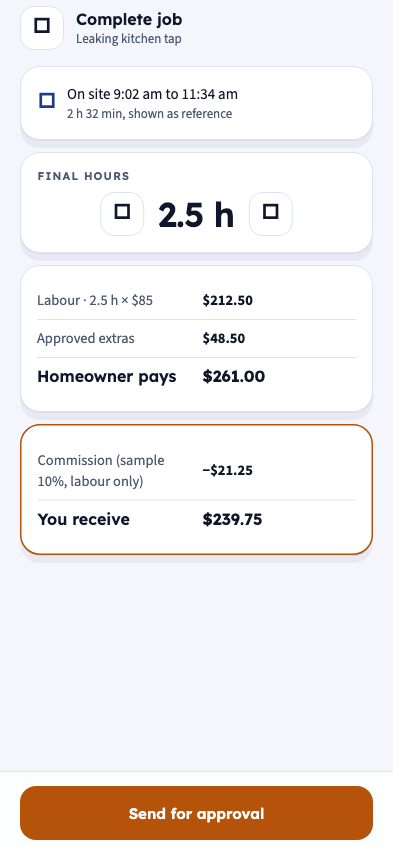 Complete job
Leaking kitchen tap
On site 9:02 am to 11:34 am
2 h 32 min, shown as reference
FINAL HOURS
2.5 h
Labour · 2.5 h × $85 $212.50
Approved extras $48.50
Homeowner pays $261.00
Commission (sample
10%, labour only) −$21.25
You receive $239.75
Send for approval